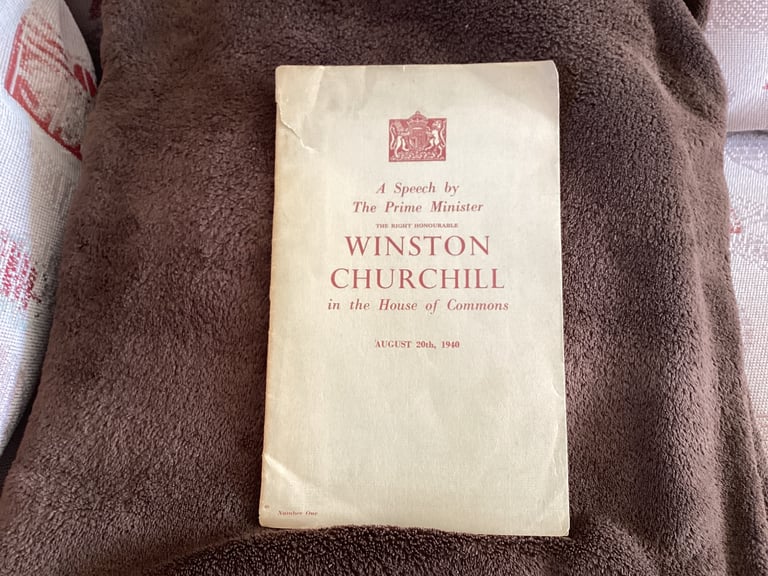 A Speech by
The Prime Minister
THE RIGHT HONOURABLE
WINSTON
CHURCHILL
in the House of Commons
AUGUST 20th, 1940
Number One